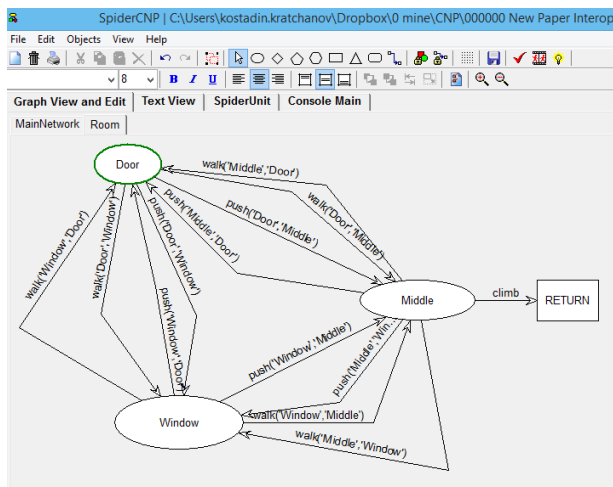 SpiderCNP | C:\Users\kostadin.kratchanov\Dropbox\0 mine\CNP\000000 New Paper Interop
File Edit Objects View Help
8 B I U
Graph View and Edit Text View SpiderUnit Console Main
MainNetwork Room
Door
walk('Middle','Door')
walk('Door','Middle')
push('Door','Middle')
push('Middle','Door')
push('Door','Window')
walk('Window','Door')
walk('Door','Window')
push('Window','Door')
Middle
climb
RETURN
push('Window','Middle')
push('Middle','Win...
Window
walk('Window','Middle')
walk('Middle','Window')